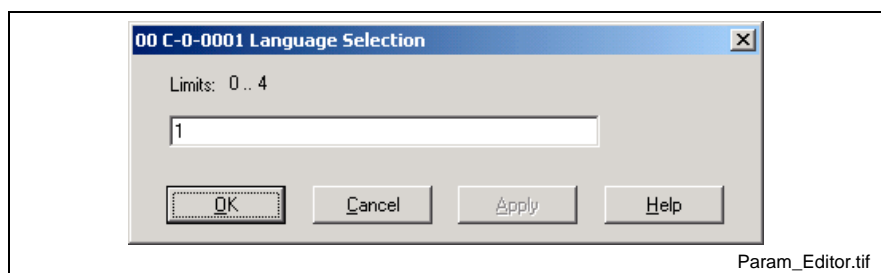 00 C-0-0001 Language Selection
Limits: 0 .. 4
1
OK Cancel Apply Help
Param_Editor.tif